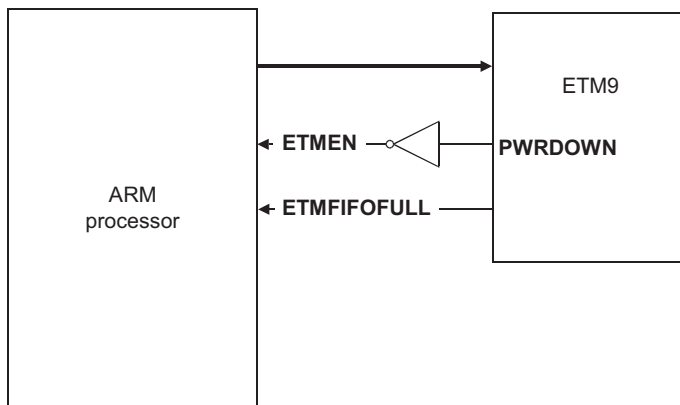 ETM9
ETMEN
PWRDOWN
ARM
processor
ETMFIFOFULL